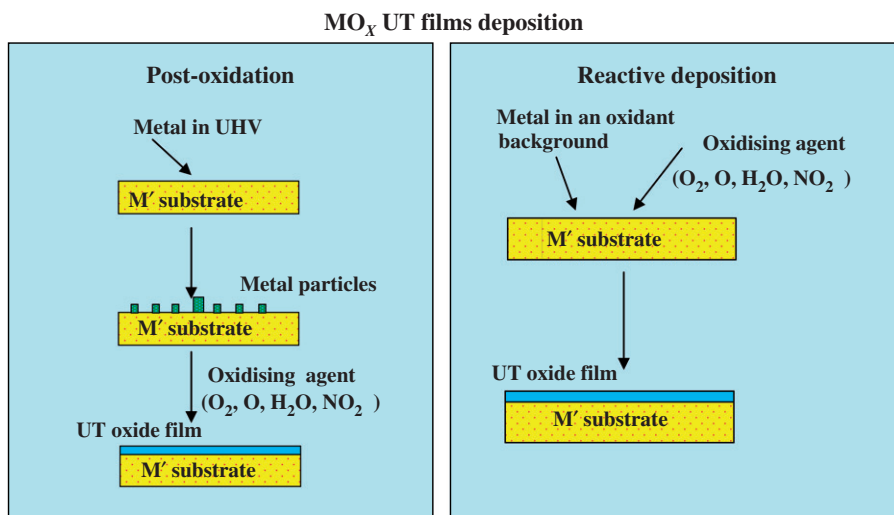 MOX UT films deposition
Post-oxidation
Metal in UHV
M′ substrate
Metal particles
M′ substrate
Oxidising agent
(O2, O, H2O, NO2 )
UT oxide film
M′ substrate
Reactive deposition
Metal in an oxidant
background
Oxidising agent
(O2, O, H2O, NO2 )
M′ substrate
UT oxide film
M′ substrate